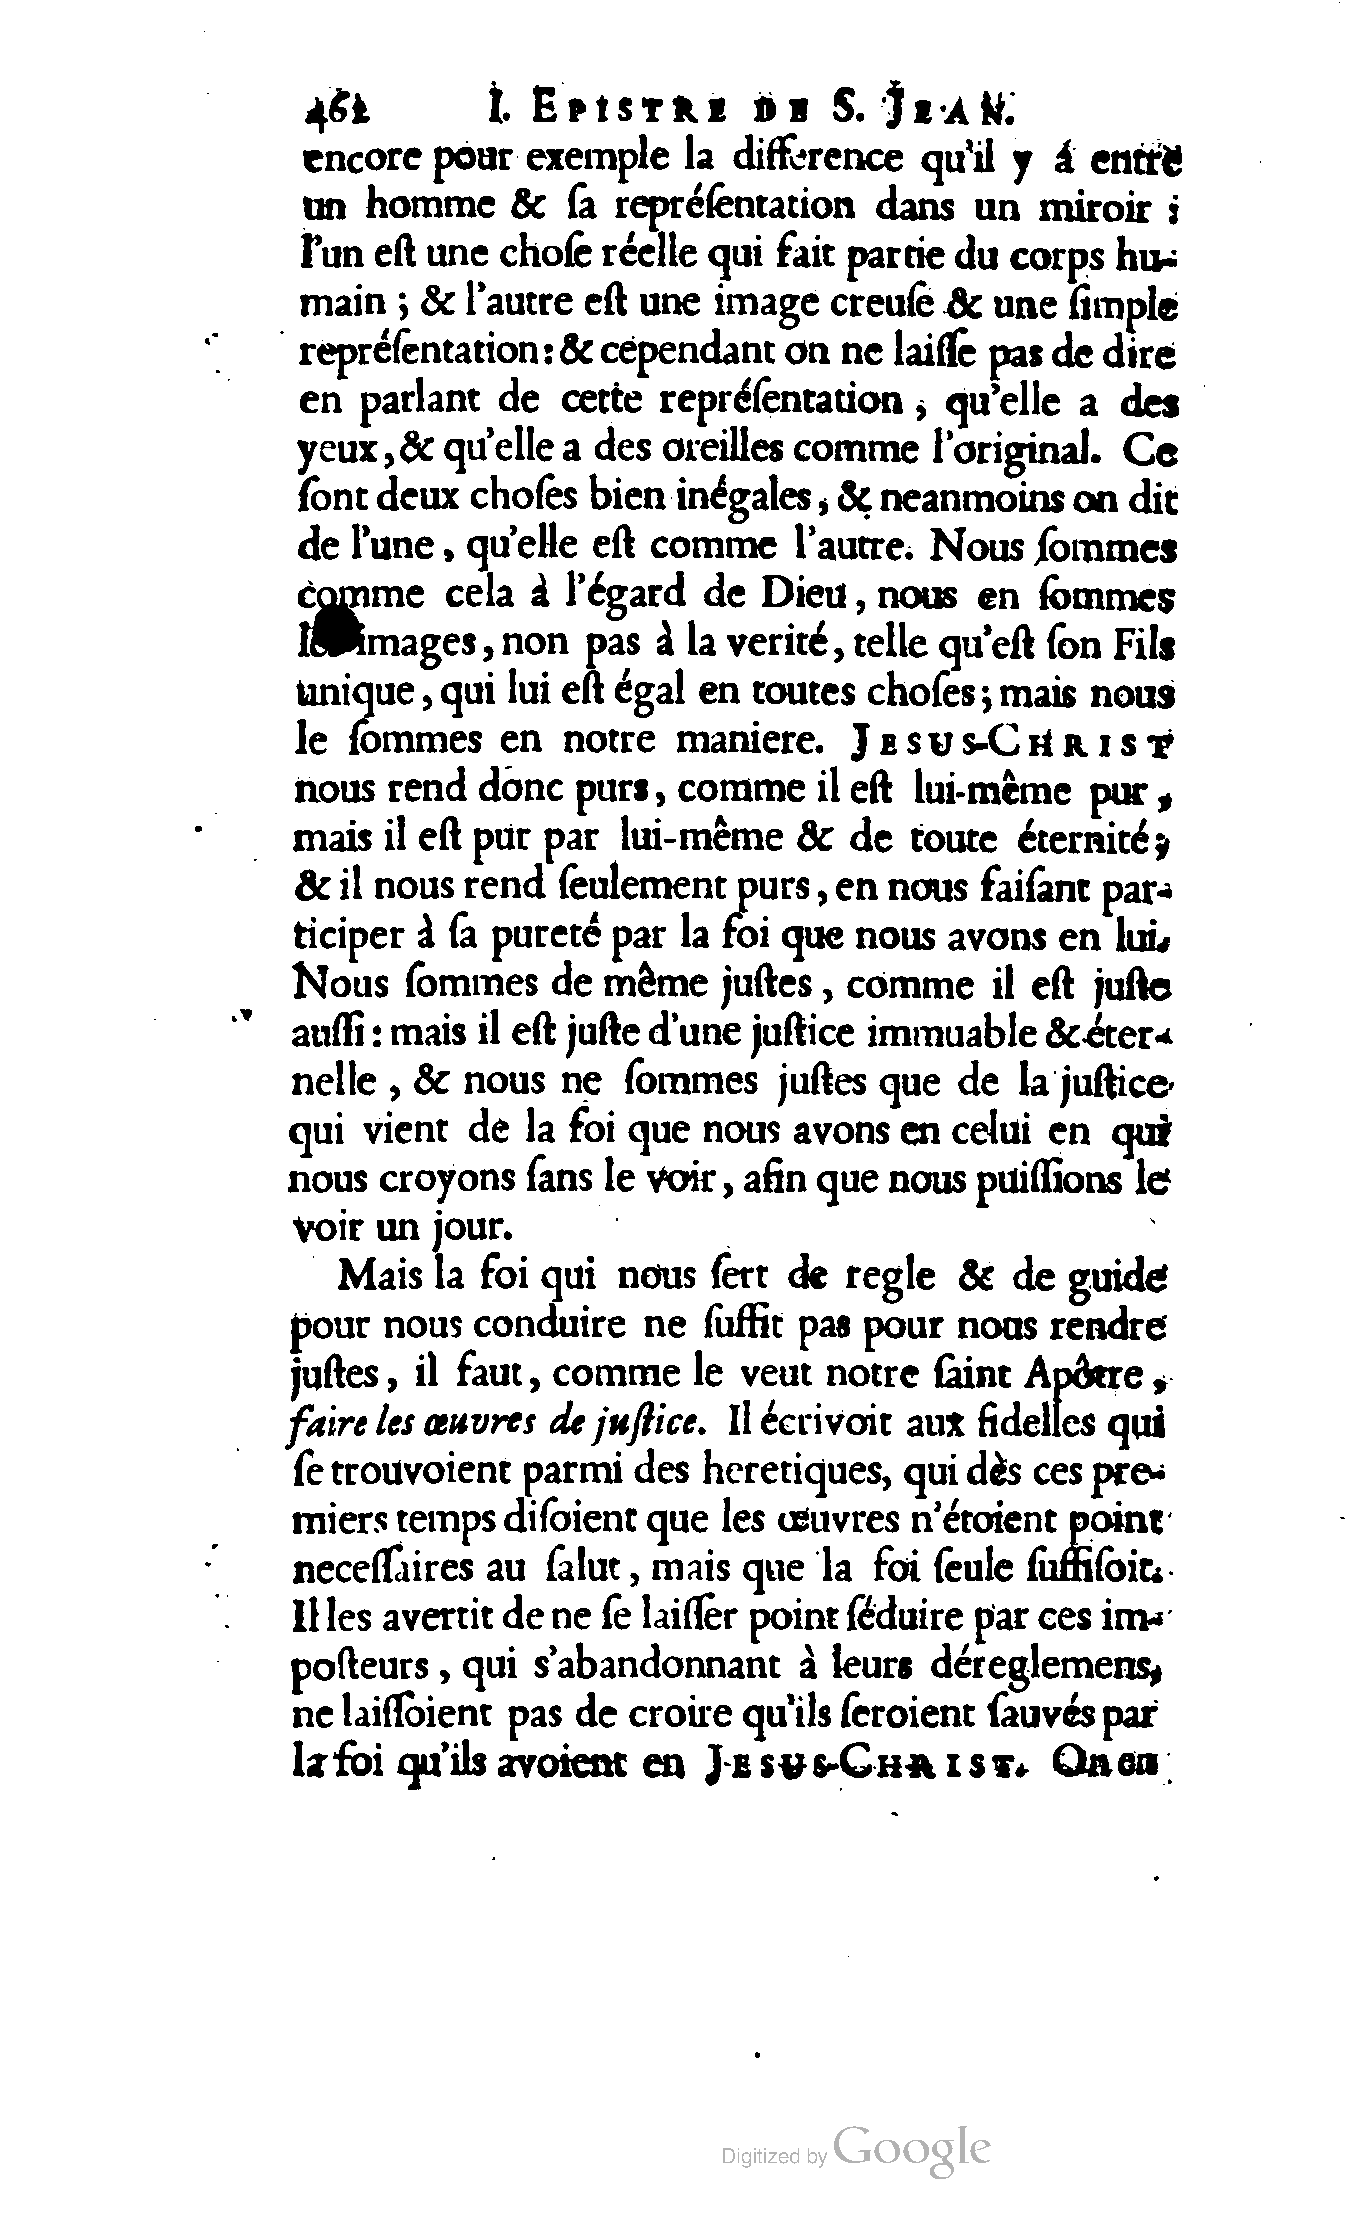 462 I. EPISTRE DE S. JEAN.
encore pour exemple la difference qu'il y á entre
un homme & ſa repréſentation dans un miroir ;
l'un eſt une choſe réelle qui fait partie du corps hu-
main ; & l'autre eſt une image creuſe & une ſimple
repréſentation : & cependant on ne laiſſe pas de dire
en parlant de cette repréſentation , qu'elle a des
yeux, & qu'elle a des oreilles comme l'original. Ce
ſont deux choſes bien inégales, & neanmoins on dit
de l'une , qu'elle eſt comme l'autre. Nous ſommes
comme cela à l'égard de Dieu, nous en ſommes
images, non pas à la verité, telle qu'eſt ſon Fils
unique, qui lui eſt égal en toutes choſes ; mais nous
le ſommes en notre maniere. JESUS-CHRIST
nous rend donc purs, comme il eſt lui-même pur ,
mais il eſt pur par lui-même & de toute éternité ,
& il nous rend ſeulement purs, en nous faiſant par-
ticiper à ſa pureté par la foi que nous avons en lui.
Nous ſommes de même juſtes , comme il eſt juſte
auſſi : mais il eſt juſte d'une juſtice immuable & éter-
nelle , & nous ne ſommes juſtes que de la juſtice
qui vient de la foi que nous avons en celui en qui
nous croyons ſans le voir, afin que nous puiſſions le
voir un jour.
Mais la foi qui nous ſert de regle & de guide
pour nous conduire ne ſuffit pas pour nous rendre
juſtes, il faut, comme le veut notre ſaint Apôtre ,
faire les œuvres de juſtice. Il écrivoit aux fidelles qui
ſe trouvoient parmi des heretiques, qui dès ces pre-
miers temps diſoient que les œuvres n'étoient point
neceſſaires au ſalut , mais que la foi ſeule ſuffiſoit.
Il les avertit de ne ſe laiſſer point ſéduire par ces im-
poſteurs , qui s'abandonnant à leurs déreglemens,
ne laiſſoient pas de croire qu'ils ſeroient ſauvés par
la foi qu'ils avoient en JESUS-CHRIST. On en
Digitized by Google